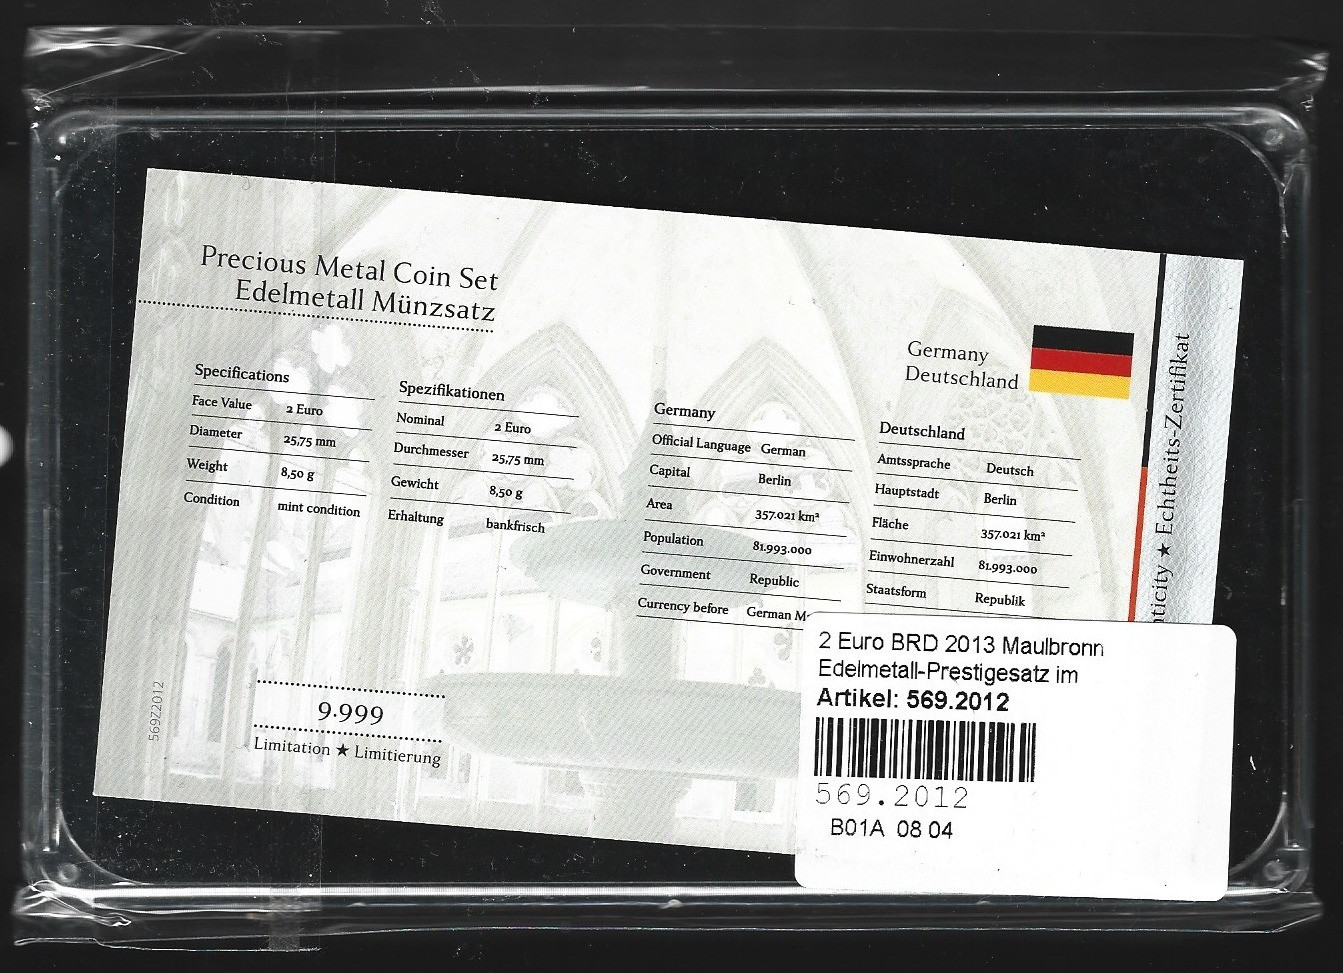 Precious Metal Coin Set
Edelmetall Münzsatz
Germany
Deutschland
Specifications
Face Value 2 Euro
Diameter 25,75 mm
Weight 8,50 g
Condition mint condition
Spezifikationen
Nominal 2 Euro
Durchmesser 25,75 mm
Gewicht 8,50 g
Erhaltung bankfrisch
Germany
Official Language German
Capital Berlin
Area 357.021 km²
Population 81.993.000
Government Republic
Currency before German
Deutschland
Amtssprache Deutsch
Hauptstadt Berlin
Fläche 357.021 km²
Einwohnerzahl 81.993.000
Staatsform Republik
nticity ★ Echtheits-Zertifikat
569Z2012
9.999
Limitation ★ Limitierung
2 Euro BRD 2013 Maulbronn
Edelmetall-Prestigesatz im
Artikel: 569.2012
569.2012
B01A 08 04